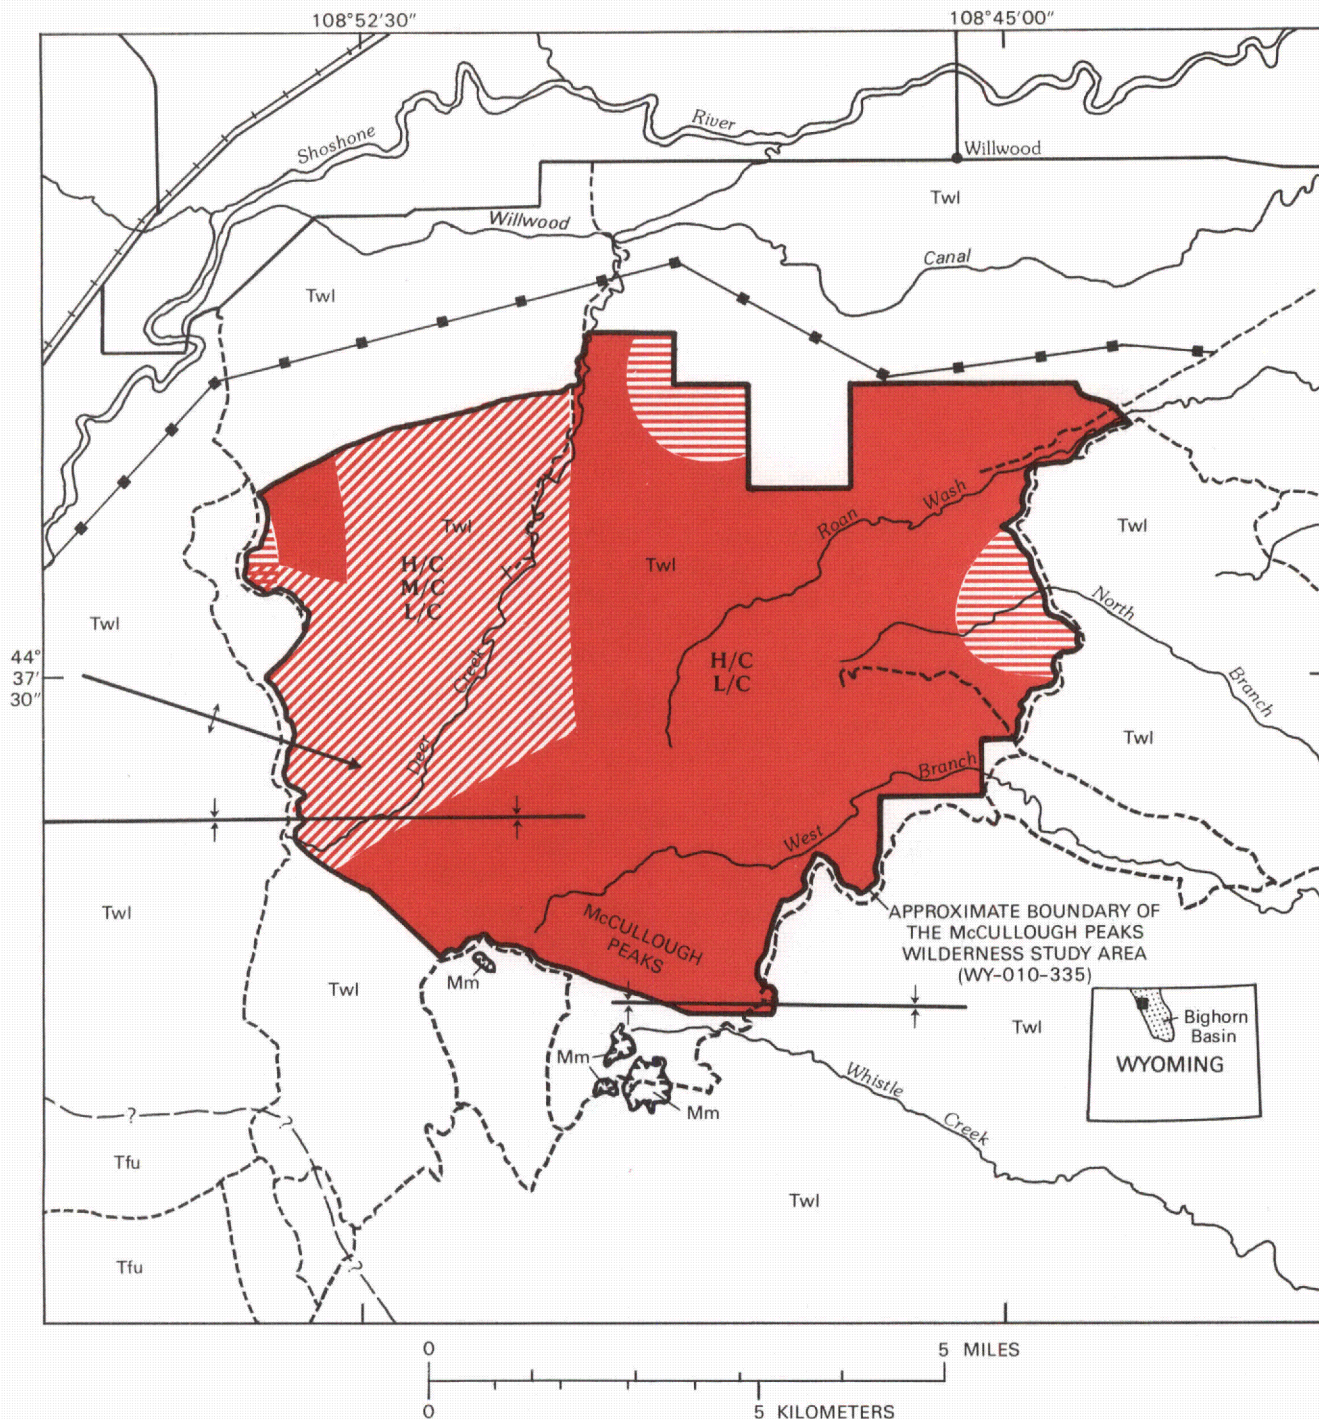 108°52′30″
108°45′00″
Shoshone
River
Willwood
Twl
Willwood
Canal
Twl
Wash
Roan
Twl
Twl
H/C
M/C
L/C
Twl
Twl
North
Branch
44°
37′
30″
Creek
Deer
H/C
L/C
Twl
Branch
West
Twl
McCULLOUGH
PEAKS
APPROXIMATE BOUNDARY OF
THE McCULLOUGH PEAKS
WILDERNESS STUDY AREA
(WY-010-335)
Twl
Mm
Twl
Bighorn
Basin
WYOMING
Mm
Mm
Whistle
Creek
?
?
Tfu
Twl
Tfu
?
0
5 MILES
0
5 KILOMETERS